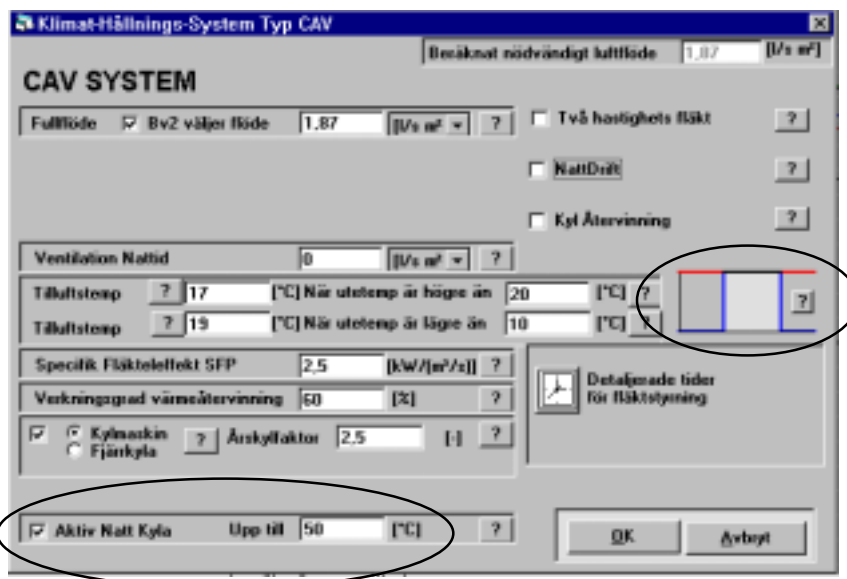 Klimat-Hållnings-System Typ CAV
Beräknat nödvändigt luftflöde 1,87 [l/s m²]
CAV SYSTEM
Fullflöde Bv2 väljer flöde 1.87 [l/s m² ?
Två hastighets fläkt ?
NattDrift ?
Kyl Återvinning ?
Ventilation Nattid 0 [l/s m² ?
Tilluftstemp ? 17 [°C] När utetemp är högre än 20 [°C] ?
?
Tilluftstemp ? 19 [°C] När utetemp är lägre än 10 [°C] ?
Specifik Fläkteleffekt SFP 2,5 [kW/(m³/s)] ?
Verkningsgrad värmeåtervinning 60 [%] ?
Detaljerade tider
för fläktstyrning
Kylmaskin
Fjärrkyla
? Årskylfaktor 2,5 [-] ?
Aktiv Natt Kyla Upp till 50 [°C] ?
OK Avbryt